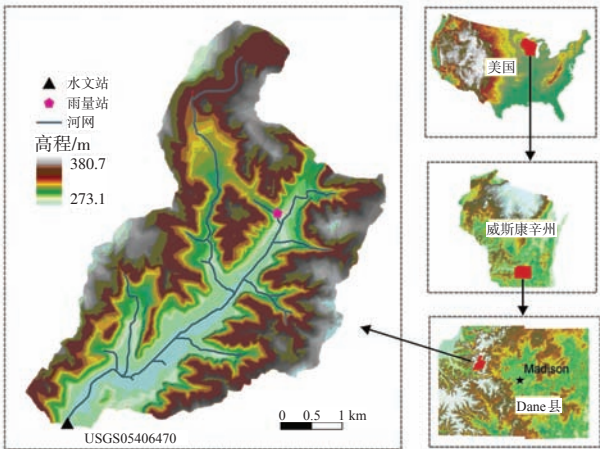 水文站
雨量站
河网
高程/m
380.7
273.1
USGS05406470
0 0.5 1 km
美国
威斯康辛州
Madison
Dane县